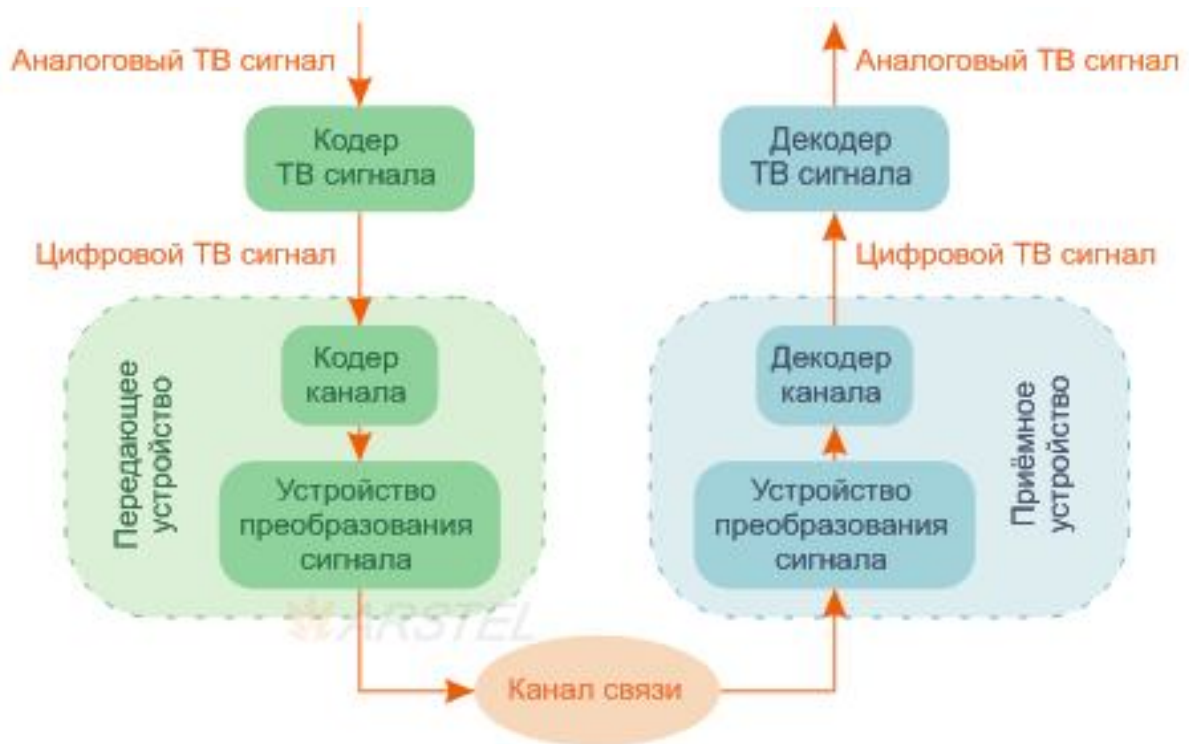 Аналоговый ТВ сигнал
Кодер
ТВ сигнала
Цифровой ТВ сигнал
Передающее
устройство
Кодер
канала
Устройство
преобразования
сигнала
ARSTEL
Канал связи
Аналоговый ТВ сигнал
Декодер
ТВ сигнала
Цифровой ТВ сигнал
Декодер
канала
Устройство
преобразования
сигнала
Приёмное
устройство